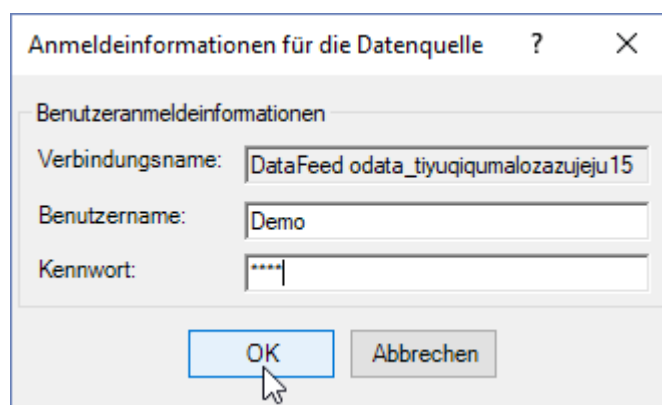 Anmeldeinformationen für die Datenquelle ?
Benutzeranmeldeinformationen
Verbindungsname: DataFeed odata_tiyuqiqumalozazujeju15
Benutzername: Demo
Kennwort: ****
OK Abbrechen